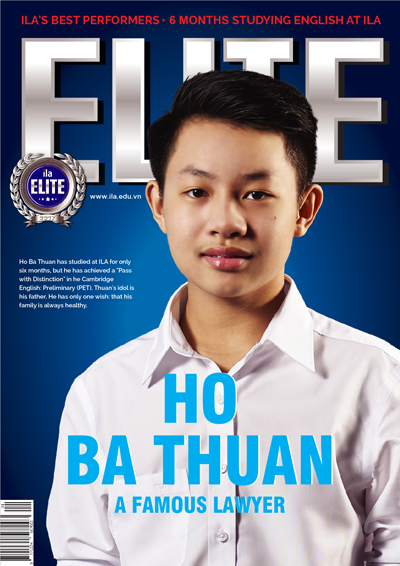 ILA'S BEST PERFORMERS · 6 MONTHS STUDYING ENGLISH AT ILA
ELITE
ila
ELITE
2017
www.ila.edu.vn
Ho Ba Thuan has studied at ILA for only
six months, but he has achieved a "Pass
with Distinction" in he Cambridge
English: Preliminary (PET). Thuan's idol is
his father. He has only one wish: that his
family is always healthy.
HO
BA THUAN
A FAMOUS LAWYER